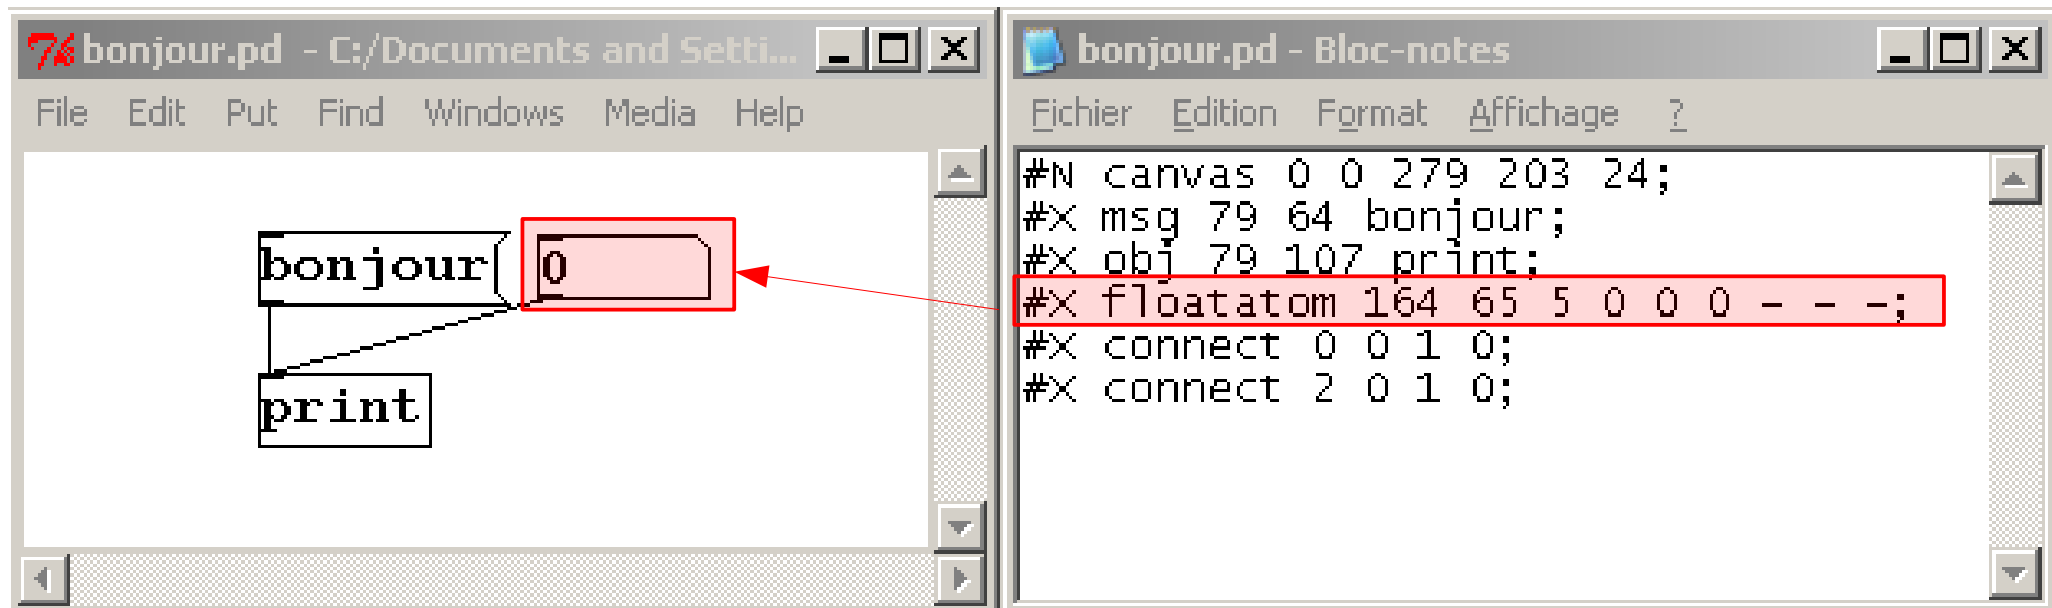 bonjour.pd - C:/Documents and Setti...
File Edit Put Find Windows Media Help
bonjour
0
print
bonjour.pd - Bloc-notes
Fichier Edition Format Affichage ?
#N canvas 0 0 279 203 24;
#X msg 79 64 bonjour;
#X obj 79 107 print;
#X floatatom 164 65 5 0 0 0 - - -;
#X connect 0 0 1 0;
#X connect 2 0 1 0;